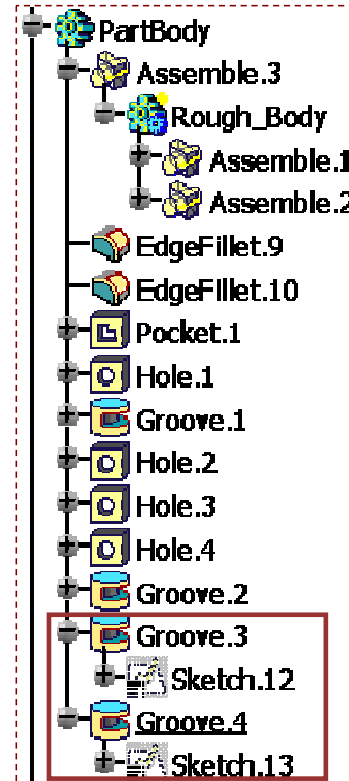 PartBody
Assemble.3
Rough_Body
Assemble.1
Assemble.2
EdgeFillet.9
EdgeFillet.10
Pocket.1
Hole.1
Groove.1
Hole.2
Hole.3
Hole.4
Groove.2
Groove.3
Sketch.12
Groove.4
Sketch.13